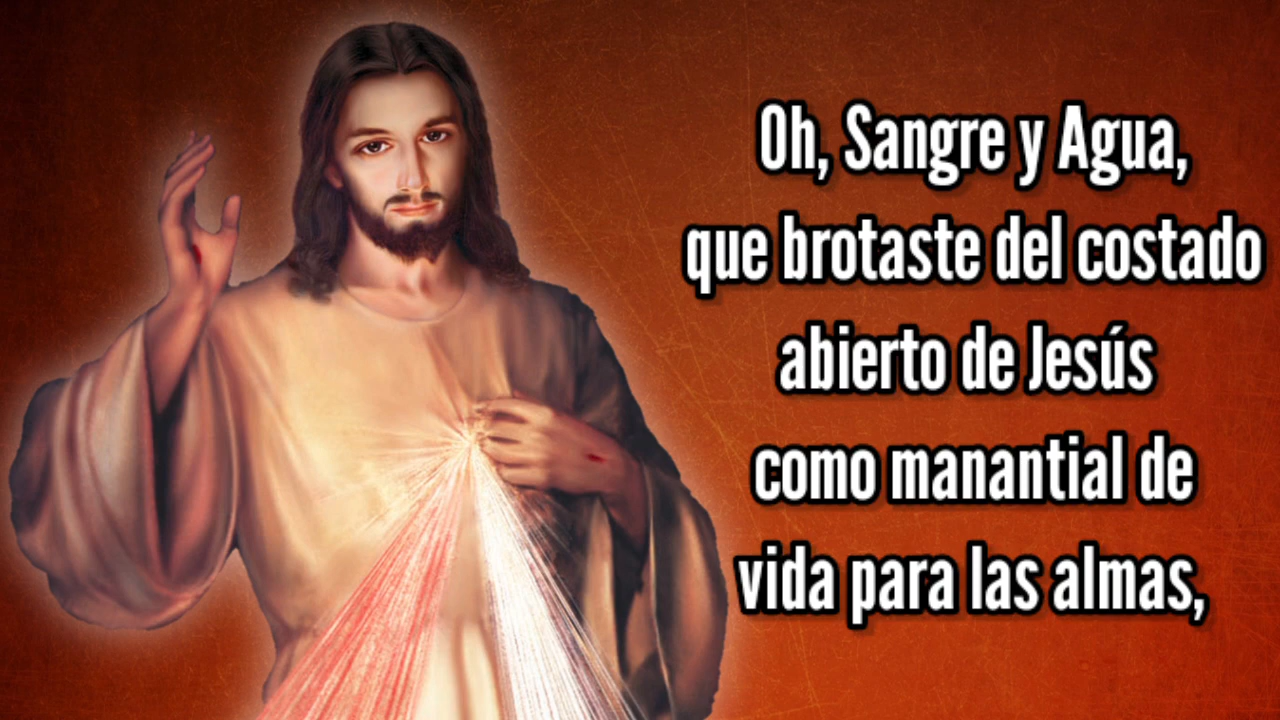 Oh, Sangre y Agua,
que brotaste del costado
abierto de Jesús
como manantial de
vida para las almas,